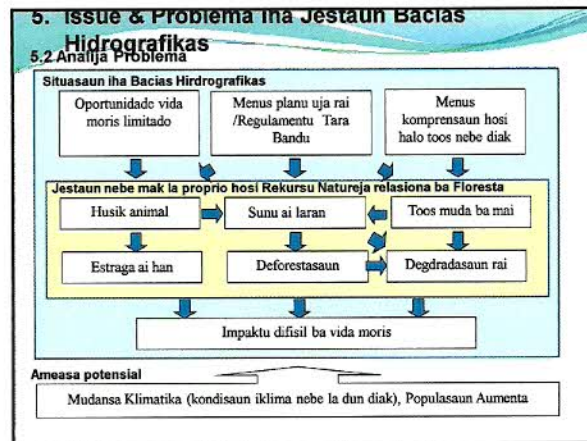 5. Issue & Problema iha Jestaun Bacias
Hidrografikas
5.2 Analija Problema
Situasaun iha Bacias Hirdrografikas
Oportunidade vida
moris limitado
Menus planu uja rai
/Regulamentu Tara
Bandu
Menus
komprensaun hosi
halo toos nebe diak
Jestaun nebe mak la proprio hosi Rekursu Natureja relasiona ba Floresta
Husik animal
Sunu ai laran
Toos muda ba mai
Estraga ai han
Deforestasaun
Degdradasaun rai
Impaktu difisil ba vida moris
Ameasa potensial
Mudansa Klimatika (kondisaun iklima nebe la dun diak), Populasaun Aumenta